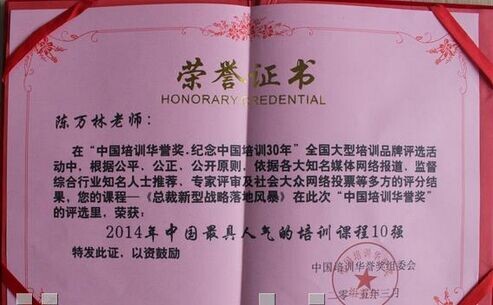 荣誉证书
HONORARY CREDENTIAL
陈万林老师：
在“中国培训华誉奖.纪念中国培训30年”全国大型培训品牌评选活
动中，根据公平、公正、公开原则，依据各大知名媒体网络报道，监督
综合行业知名人士推荐、专家评审及社会大众网络投票等多方的评分结
果，您的课程—《总裁新型战略落地风暴》在此次“中国培训华誉奖”
的评选里，荣获：
2014年中国最具人气的培训课程10强
特发此证，以资鼓励
中国培训华誉奖组委会
二〇一五年三月